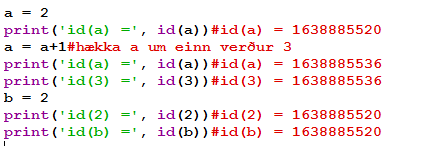 a = 2
print('id(a) =', id(a))#id(a) = 1638885520
a = a+1#hækka a um einn verður 3
print('id(a) =', id(a))#id(a) = 1638885536
print('id(3) =', id(3))#id(3) = 1638885536
b = 2
print('id(2) =', id(2))#id(2) = 1638885520
print('id(b) =', id(b))#id(b) = 1638885520